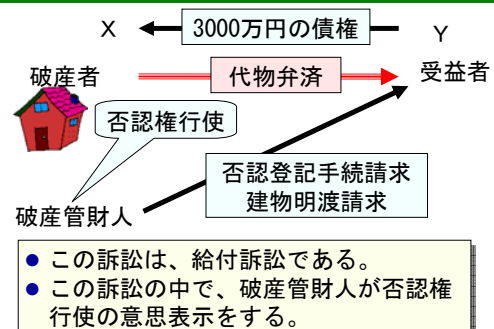 X 3000万円の債権 Y
破産者 代物弁済 受益者
否認権行使
否認登記手続請求
建物明渡請求
破産管財人
● この訴訟は、給付訴訟である。
● この訴訟の中で、破産管財人が否認権
行使の意思表示をする。